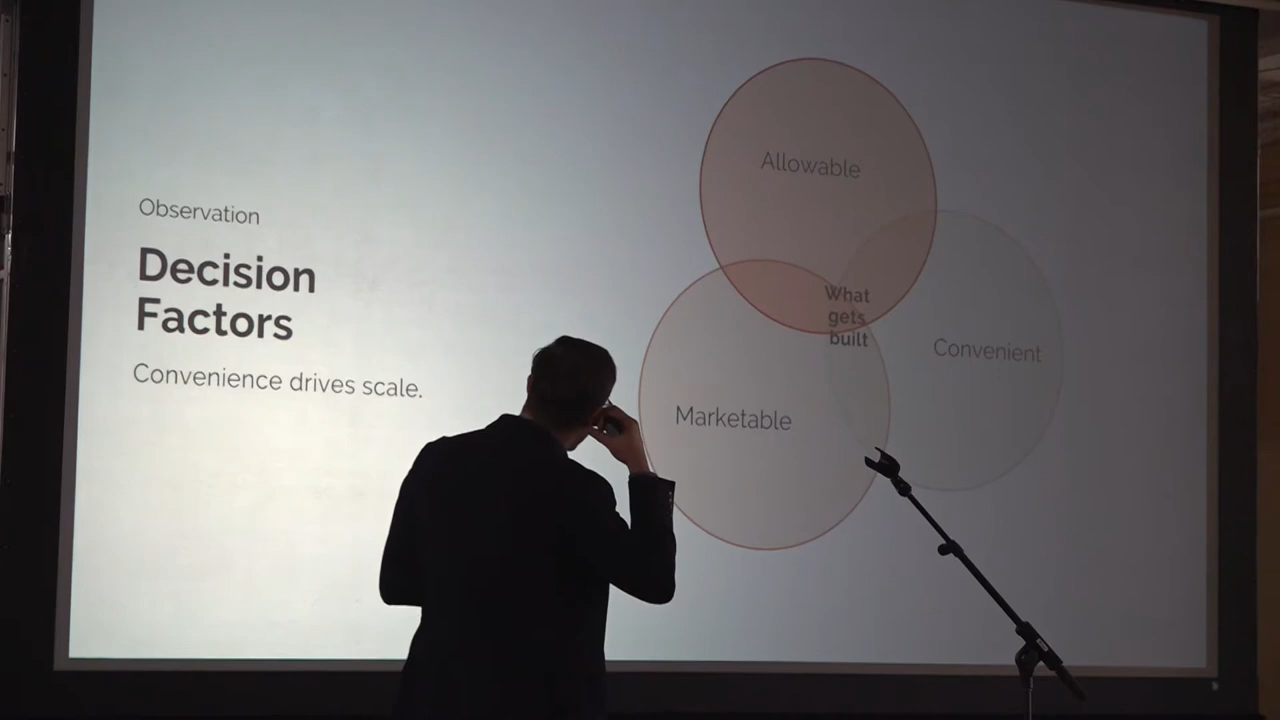 Observation
Decision
Factors
Convenience drives scale.
Allowable
What
gets
built
Convenient
Marketable